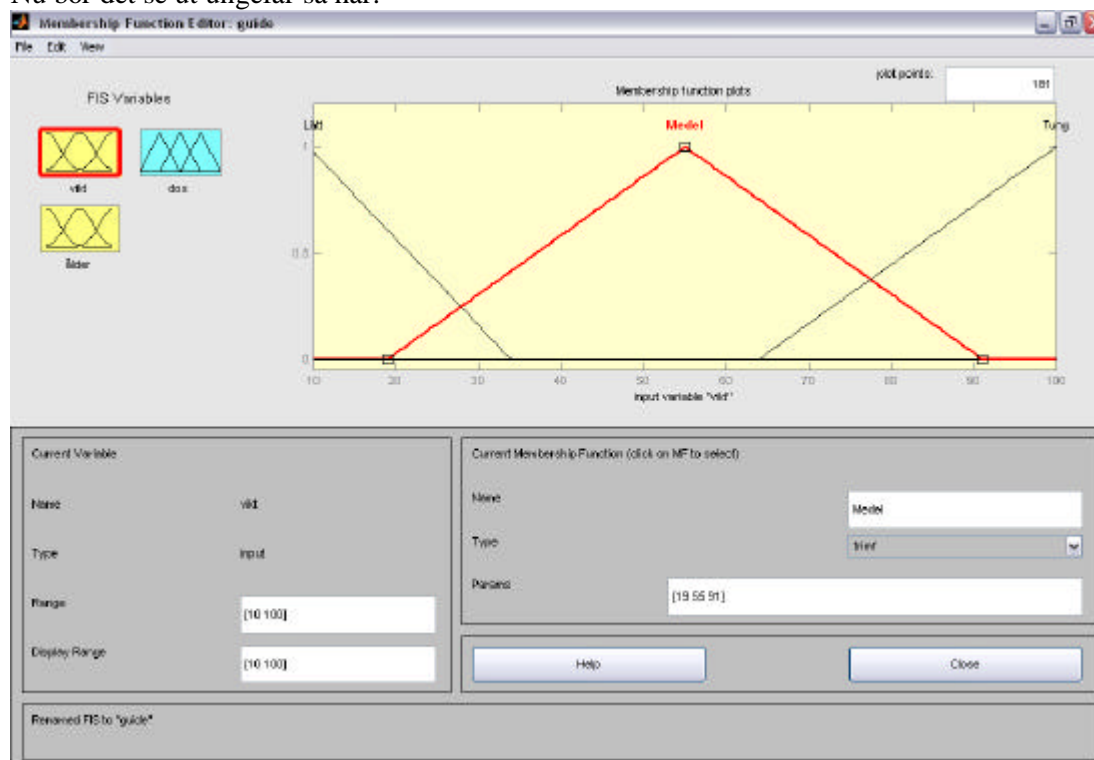 Nu bör det se ut ungefär så här:
Membership Function Editor: guide
File Edit View
FIS Variables
plot points:
181
Membership function plots
Lätt
Medel
Tung
vikt
dos
Ålder
1
0.5
0
10 20 30 40 50 60 70 80 90 100
input variable "vikt"
Current Variable
Name vikt
Type input
Range [10 100]
Display Range [10 100]
Current Membership Function (click on MF to select)
Name Medel
Type trimf
Params [19 55 91]
Help Close
Renamed FIS to "guide"